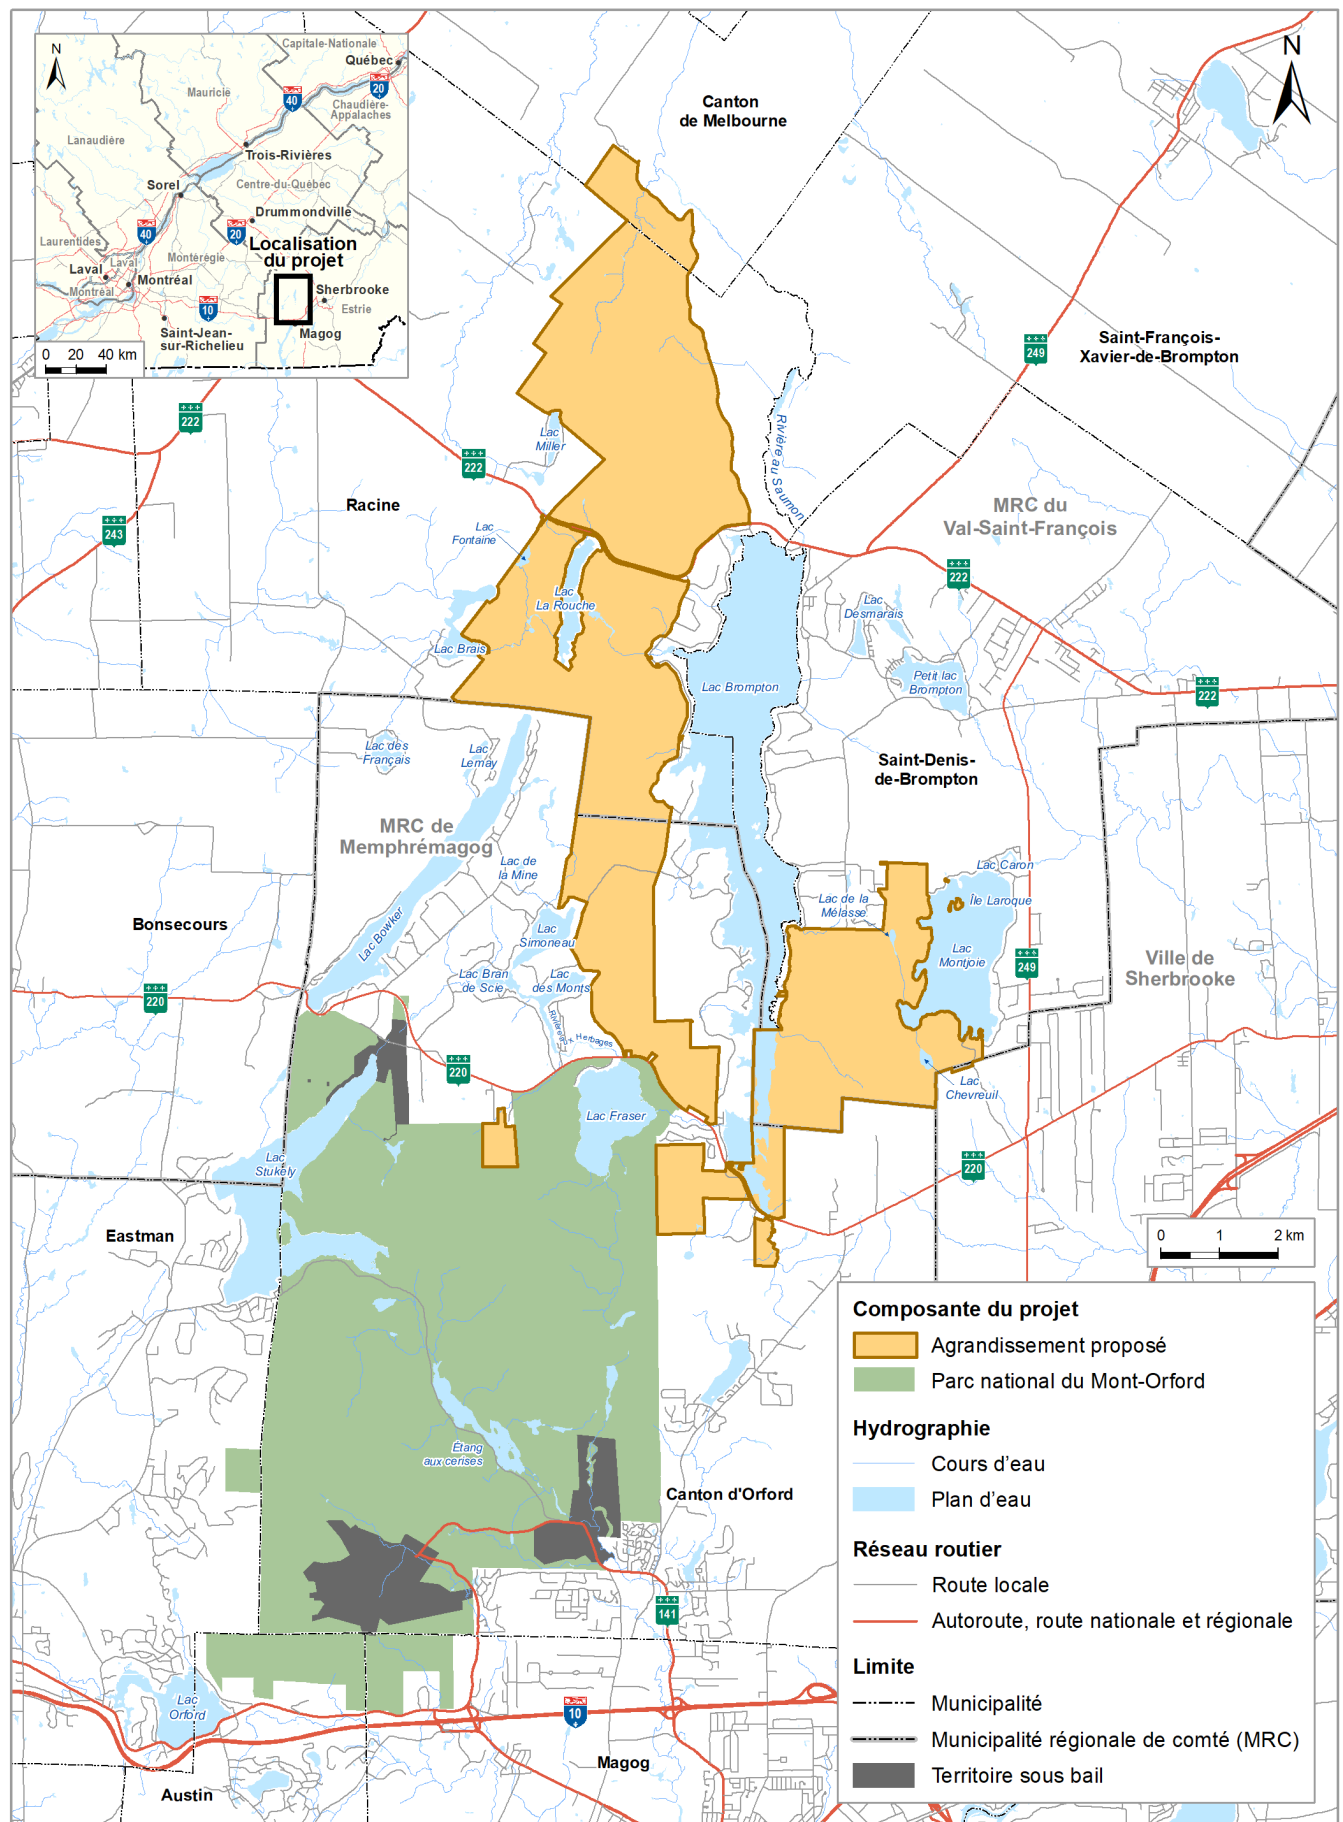 N
Capitale-Nationale
Québec
Mauricie
40
20
Chaudière-
Appalaches
Lanaudière
Trois-Rivières
Sorel
Centre-du-Québec
Drummondville
40
20
Laurentides
Localisation
du projet
Laval
Montérégie
Laval
Montréal
Montréal
Sherbrooke
10
Estrie
Saint-Jean-
sur-Richelieu
Magog
0 20 40 km
N
Canton
de Melbourne
249
Saint-François-
Xavier-de-Brompton
222
Lac
Miller
222
Rivière au Saumon
Racine
MRC du
Val-Saint-François
243
Lac
Fontaine
222
Lac
La Rouche
Lac
Desmarais
Lac Brais
Petit lac
Brompton
Lac Brompton
222
Lac des
Français
Lac
Lemay
Saint-Denis-
de-Brompton
MRC de
Memphrémagog
Lac de
la Mine
Lac Caron
Lac de la
Mélasse
Île Laroque
Bonsecours
Lac Bowker
Lac
Simoneau
Lac
Montjoie
Ville de
Sherbrooke
249
220
Lac Bran
de Scie
Lac
des Monts
Rivière aux Herbages
220
Lac
Chevreuil
Lac Fraser
Lac
Stukely
220
Eastman
0 1 2 km
Étang
aux cerises
Canton d'Orford
141
Lac
Orford
10
Magog
Austin
Composante du projet
Agrandissement proposé
Parc national du Mont-Orford
Hydrographie
Cours d'eau
Plan d'eau
Réseau routier
Route locale
Autoroute, route nationale et régionale
Limite
Municipalité
Municipalité régionale de comté (MRC)
Territoire sous bail